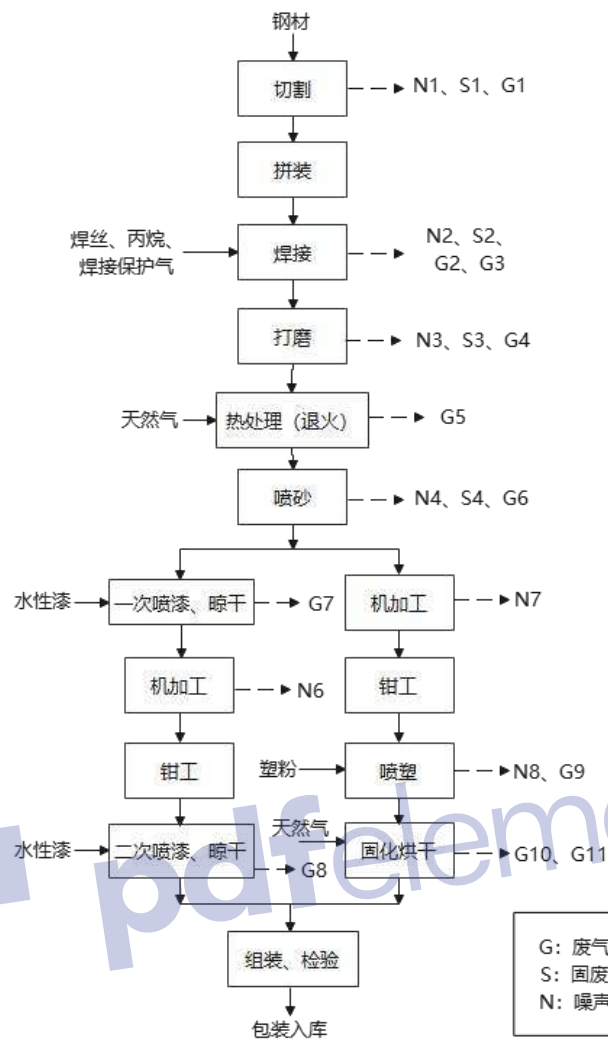 钢材
切割
N1、S1、G1
拼装
焊丝、丙烷、
焊接保护气
焊接
N2、S2、
G2、G3
打磨
N3、S3、G4
天然气
热处理（退火）
G5
喷砂
N4、S4、G6
水性漆
一次喷漆、晾干
G7
机加工
N7
机加工
N6
钳工
钳工
塑粉
喷塑
N8、G9
水性漆
二次喷漆、晾干
G8
天然气
固化烘干
G10、G11
组装、检验
包装入库
G：废气
S：固废
N：噪声
pdfeleme